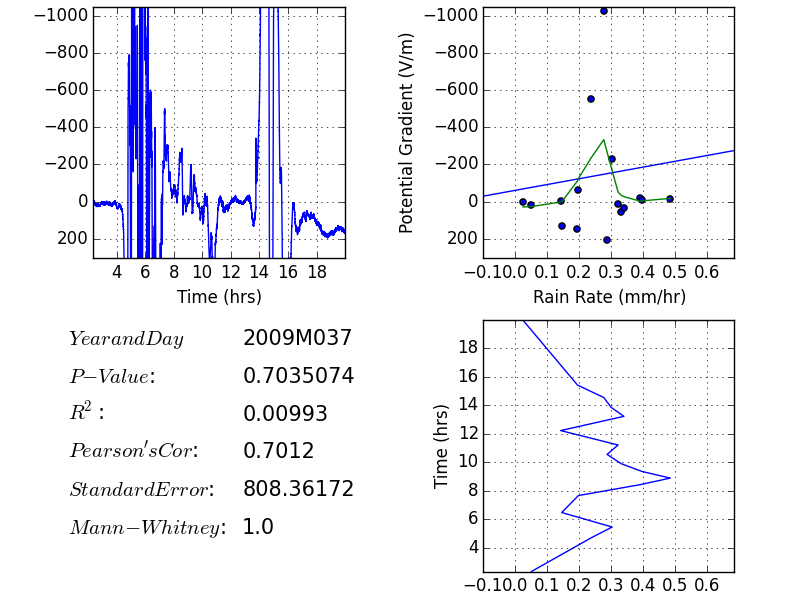 −1000
−800
−600
−400
−200
0
200
4 6 8 10 12 14 16 18
Time (hrs)
Potential Gradient (V/m)
−1000
−800
−600
−400
−200
0
200
−0.10.0 0.1 0.2 0.3 0.4 0.5 0.6
Rain Rate (mm/hr)
YearandDay 2009M037
P−Value: 0.7035074
R² : 0.00993
Pearson'sCor: 0.7012
StandardError: 808.36172
Mann−Whitney: 1.0
Time (hrs)
18
16
14
12
10
8
6
4
−0.10.0 0.1 0.2 0.3 0.4 0.5 0.6